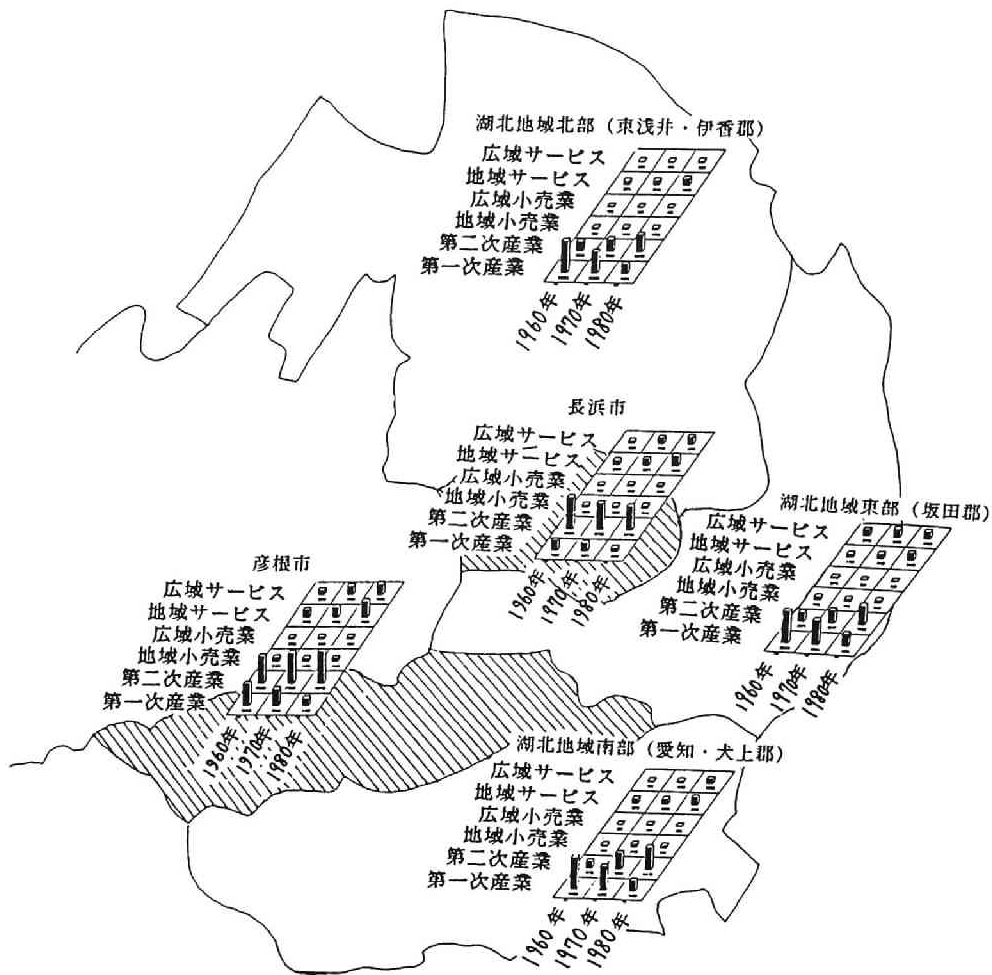 湖北地域北部（東浅井・伊香郡）
広域サービス
地域サービス
広域小売業
地域小売業
第二次産業
第一次産業
1960年
1970年
1980年
長浜市
広域サービス
地域サービス
広域小売業
地域小売業
第二次産業
第一次産業
1960年
1970年
1980年
湖北地域東部（坂田郡）
広域サービス
地域サービス
広域小売業
地域小売業
第二次産業
第一次産業
1960年
1970年
1980年
彦根市
広域サービス
地域サービス
広域小売業
地域小売業
第二次産業
第一次産業
1960年
1970年
1980年
湖北地域南部（愛知・犬上郡）
広域サービス
地域サービス
広域小売業
地域小売業
第二次産業
第一次産業
1960年
1970年
1980年